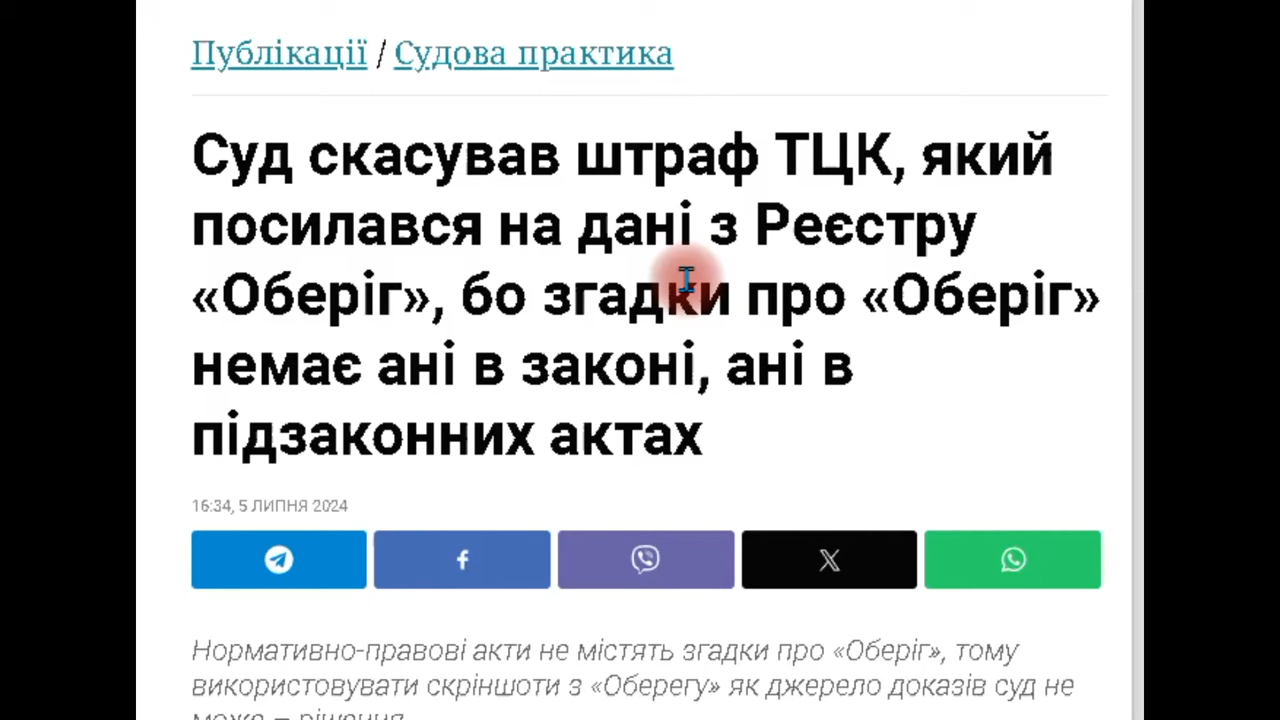 Публікації / Судова практика
Суд скасував штраф ТЦК, який
посилався на дані з Реєстру
«Оберіг», бо згадки про «Оберіг»
немає ані в законі, ані в
підзаконних актах
16:34, 5 ЛИПНЯ 2024
Нормативно-правові акти не містять згадки про «Оберіг», тому
використовувати скріншоти з «Оберегу» як джерело доказів суд не
може – рішення